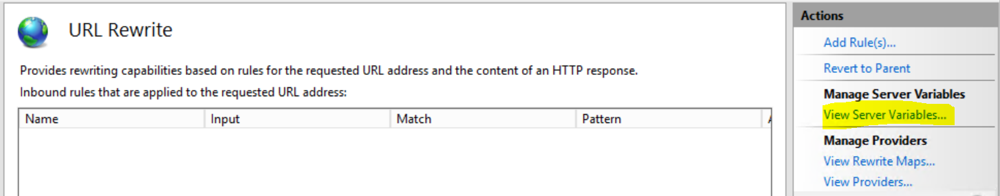 URL Rewrite
Provides rewriting capabilities based on rules for the requested URL address and the content of an HTTP response.
Inbound rules that are applied to the requested URL address:
Name Input Match Pattern
Actions
Add Rule(s)...
Revert to Parent
Manage Server Variables
View Server Variables...
Manage Providers
View Rewrite Maps...
View Providers...